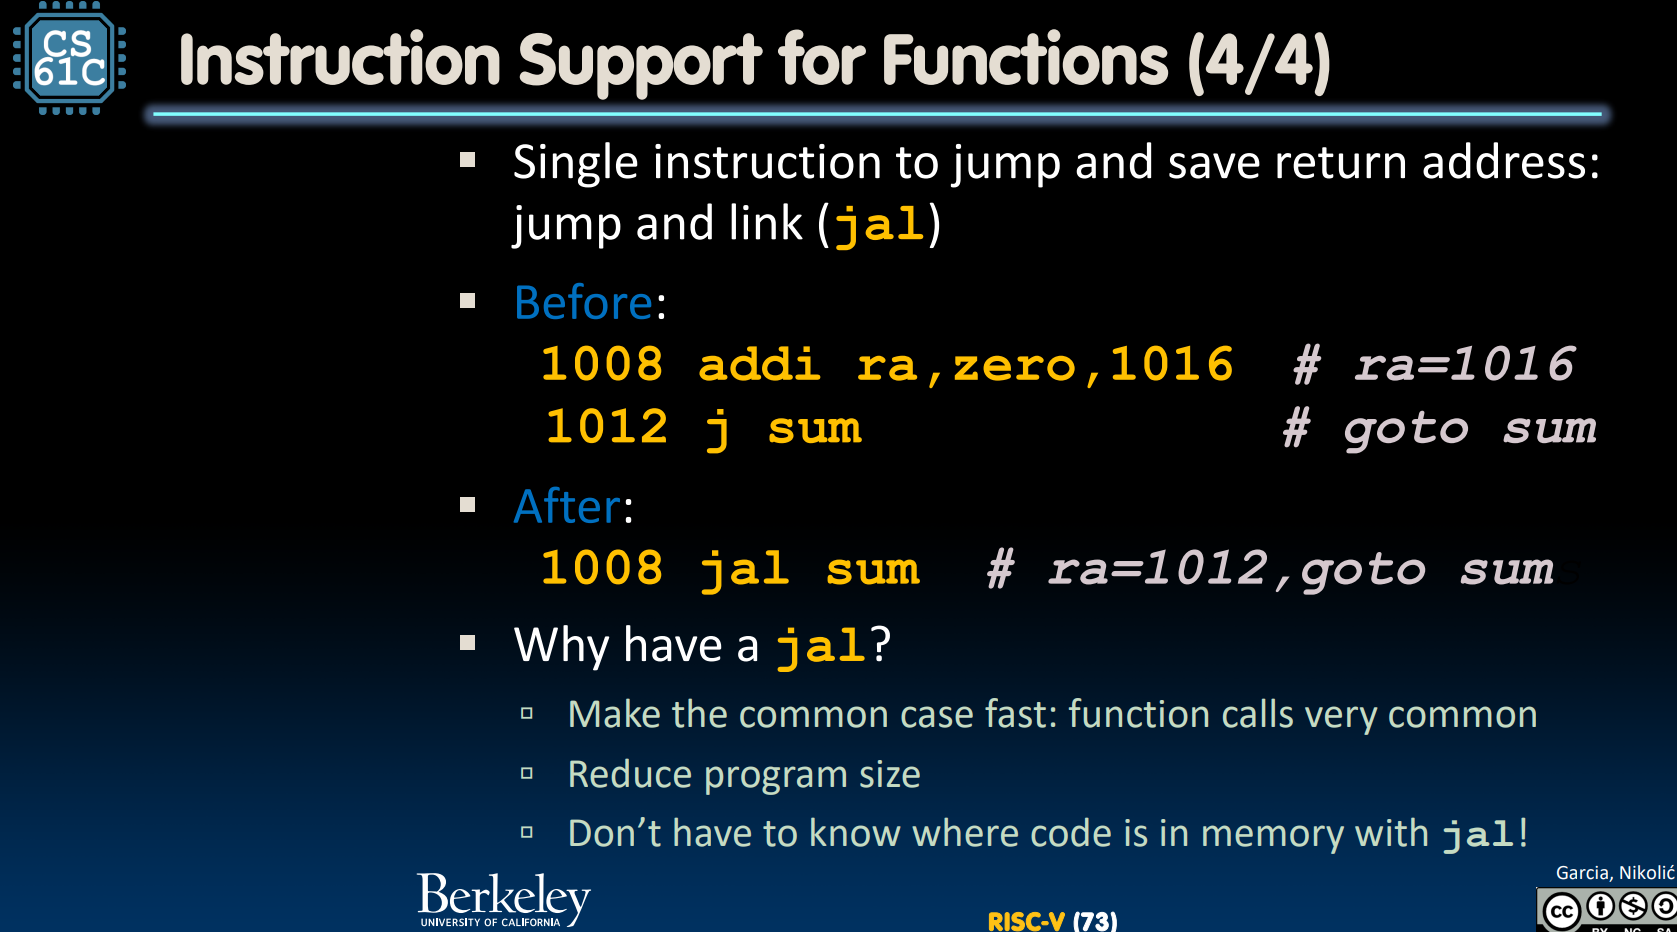 CS
61C
Instruction Support for Functions (4/4)
Single instruction to jump and save return address:
jump and link (jal)
Before:
1008 addi ra,zero,1016 # ra=1016
1012 j sum # goto sum
After:
1008 jal sum # ra=1012,goto sum
Why have a jal?
Make the common case fast: function calls very common
Reduce program size
Don't have to know where code is in memory with jal!
Berkeley
UNIVERSITY OF CALIFORNIA
RISC-V (73)
Garcia, Nikolić
cc
BY NC SA